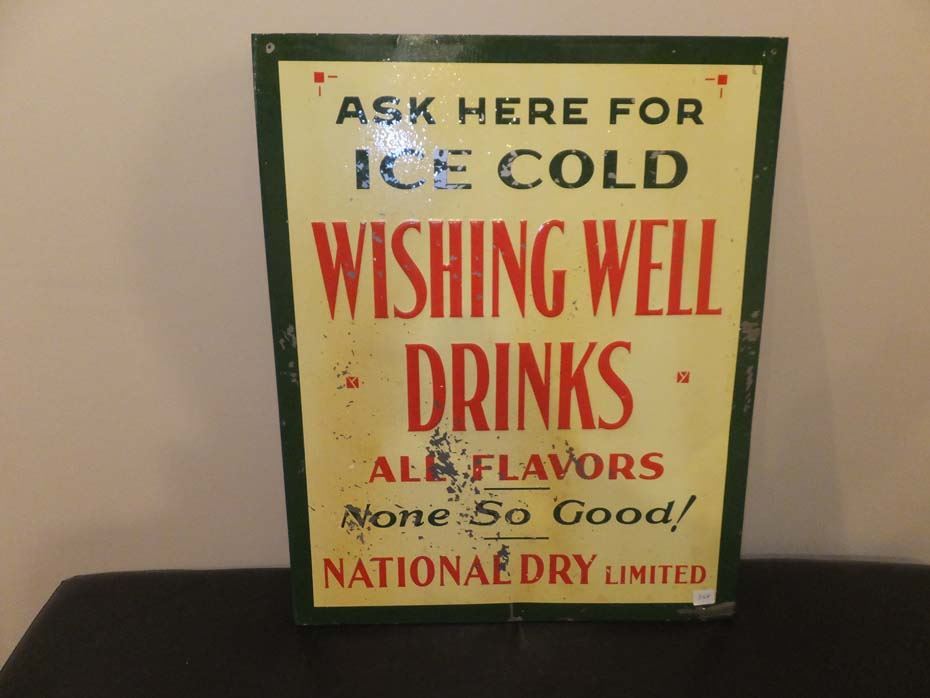 ASK HERE FOR
ICE COLD
WISHING WELL
DRINKS
ALL FLAVORS
None So Good!
NATIONAL DRY LIMITED